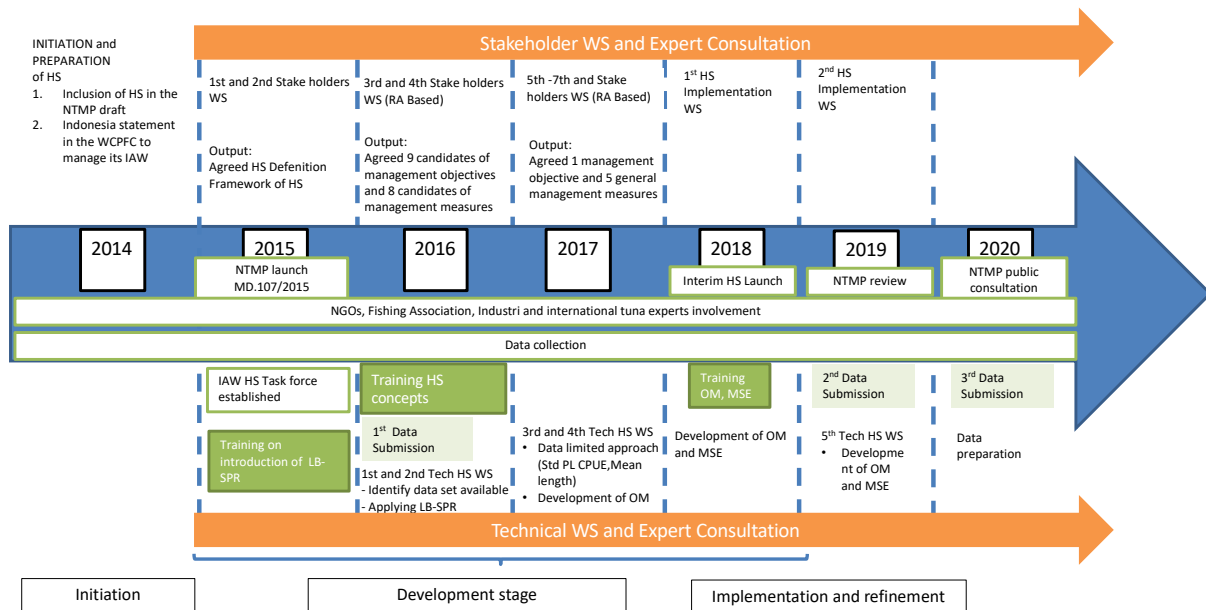 Stakeholder WS and Expert Consultation
INITIATION and
PREPARATION
of HS
1. Inclusion of HS in the
NTMP draft
2. Indonesia statement
in the WCPFC to
manage its IAW
1st and 2nd Stake holders
WS
Output:
Agreed HS Defenition
Framework of HS
3rd and 4th Stake holders
WS (RA Based)
Output:
Agreed 9 candidates of
management objectives
and 8 candidates of
management measures
5th -7th and Stake
holders WS (RA Based)
Output:
Agreed 1 management
objective and 5 general
management measures
1st HS
Implementation
WS
2nd HS
Implementation
WS
2014
2015
2016
2017
2018
2019
2020
NTMP launch
MD.107/2015
Interim HS Launch
NTMP review
NTMP public
consultation
NGOs, Fishing Association, Industri and international tuna experts involvement
Data collection
IAW HS Task force
established
Training on
introduction of LB-
SPR
Training HS
concepts
1st Data
Submission
1st and 2nd Tech HS WS
- Identify data set available
- Applying LB-SPR
3rd and 4th Tech HS WS
• Data limited approach
(Std PL CPUE,Mean
length)
• Development of OM
Training
OM, MSE
Development of OM
and MSE
2nd Data
Submission
5th Tech HS WS
• Developme
nt of OM
and MSE
3rd Data
Submission
Data
preparation
Technical WS and Expert Consultation
Initiation
Development stage
Implementation and refinement